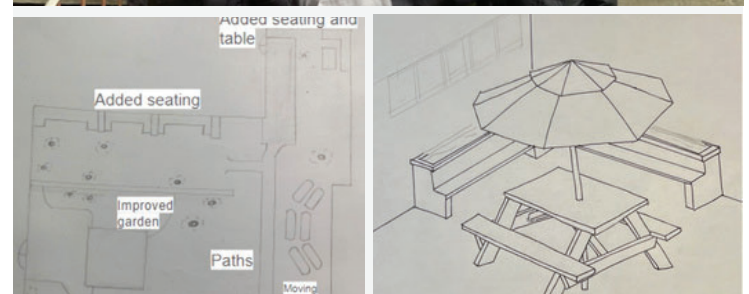 Added seating and
table
Added seating
Improved
garden
Paths
Moving